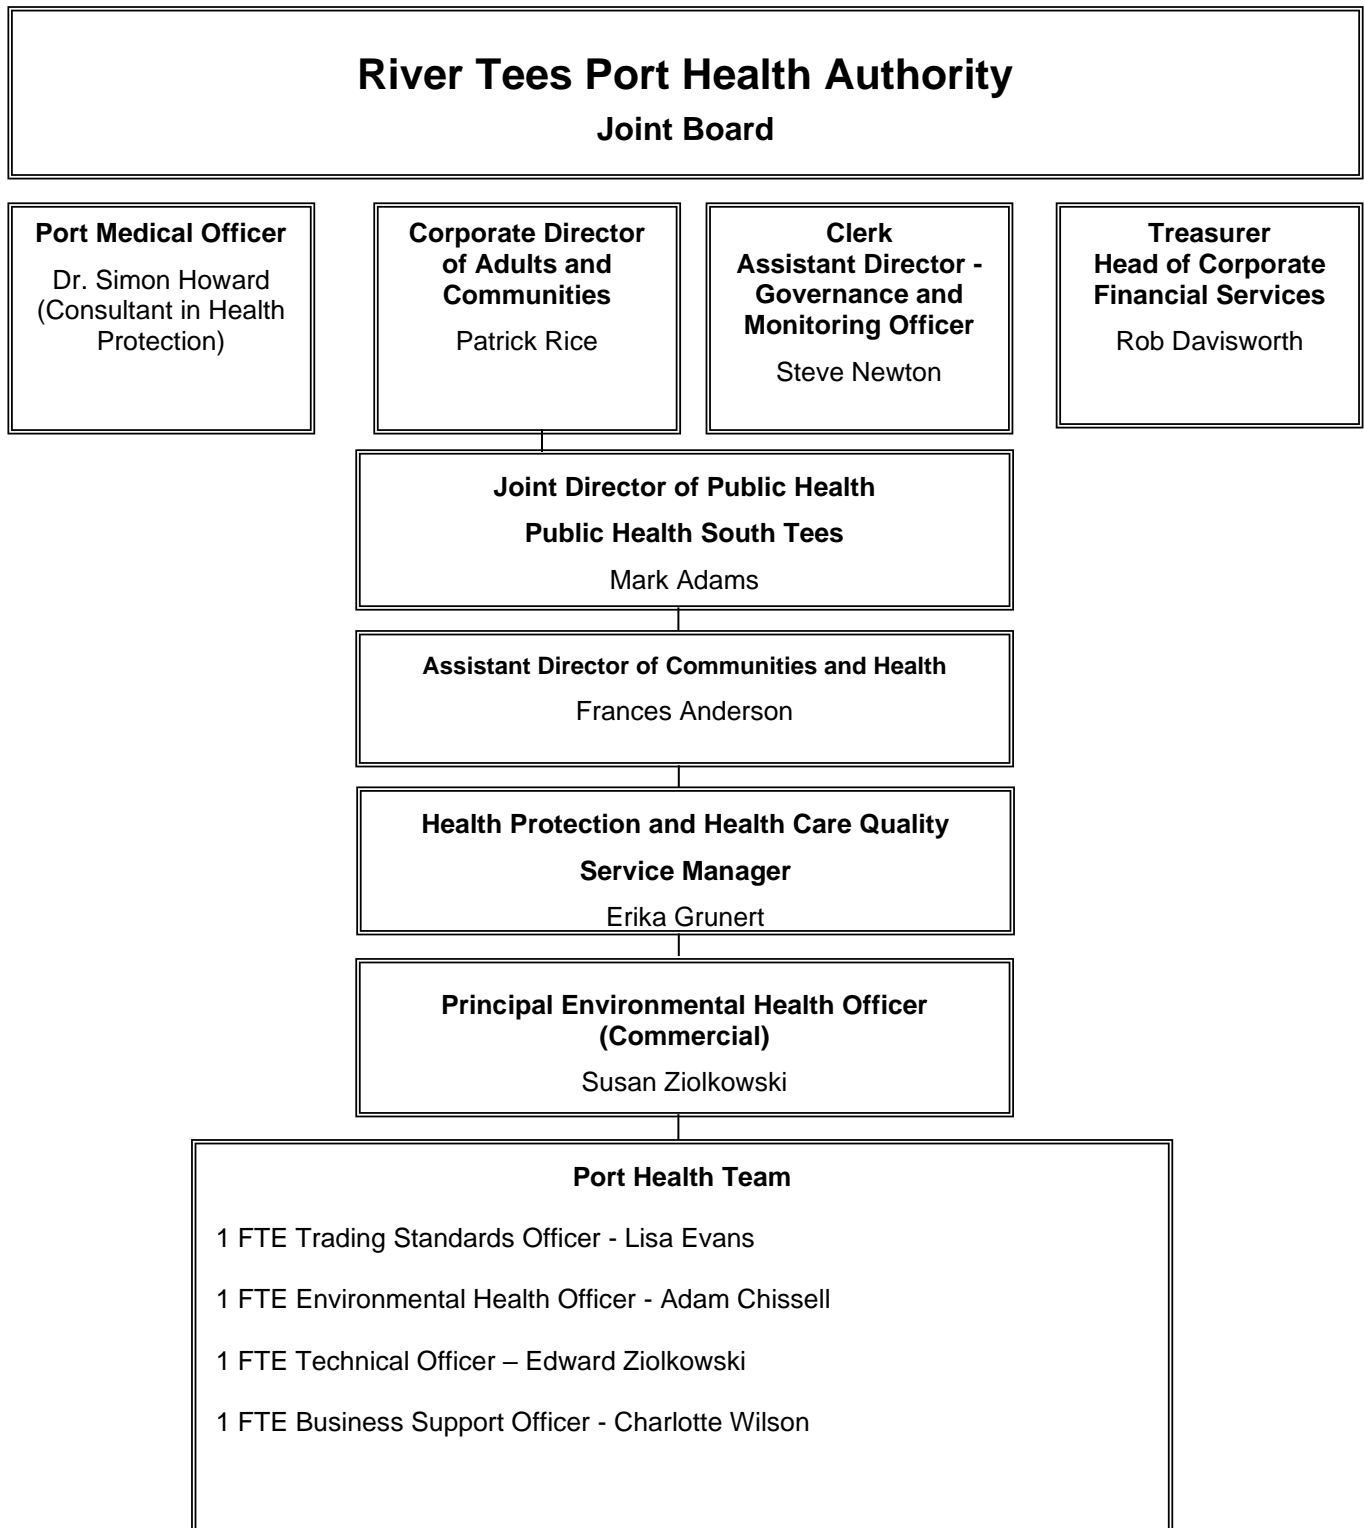 River Tees Port Health Authority
Joint Board
Port Medical Officer
Dr. Simon Howard
(Consultant in Health
Protection)
Corporate Director
of Adults and
Communities
Patrick Rice
Clerk
Assistant Director -
Governance and
Monitoring Officer
Steve Newton
Treasurer
Head of Corporate
Financial Services
Rob Davisworth
Joint Director of Public Health
Public Health South Tees
Mark Adams
Assistant Director of Communities and Health
Frances Anderson
Health Protection and Health Care Quality
Service Manager
Erika Grunert
Principal Environmental Health Officer
(Commercial)
Susan Ziolkowski
Port Health Team
1 FTE Trading Standards Officer - Lisa Evans
1 FTE Environmental Health Officer - Adam Chissell
1 FTE Technical Officer – Edward Ziolkowski
1 FTE Business Support Officer - Charlotte Wilson